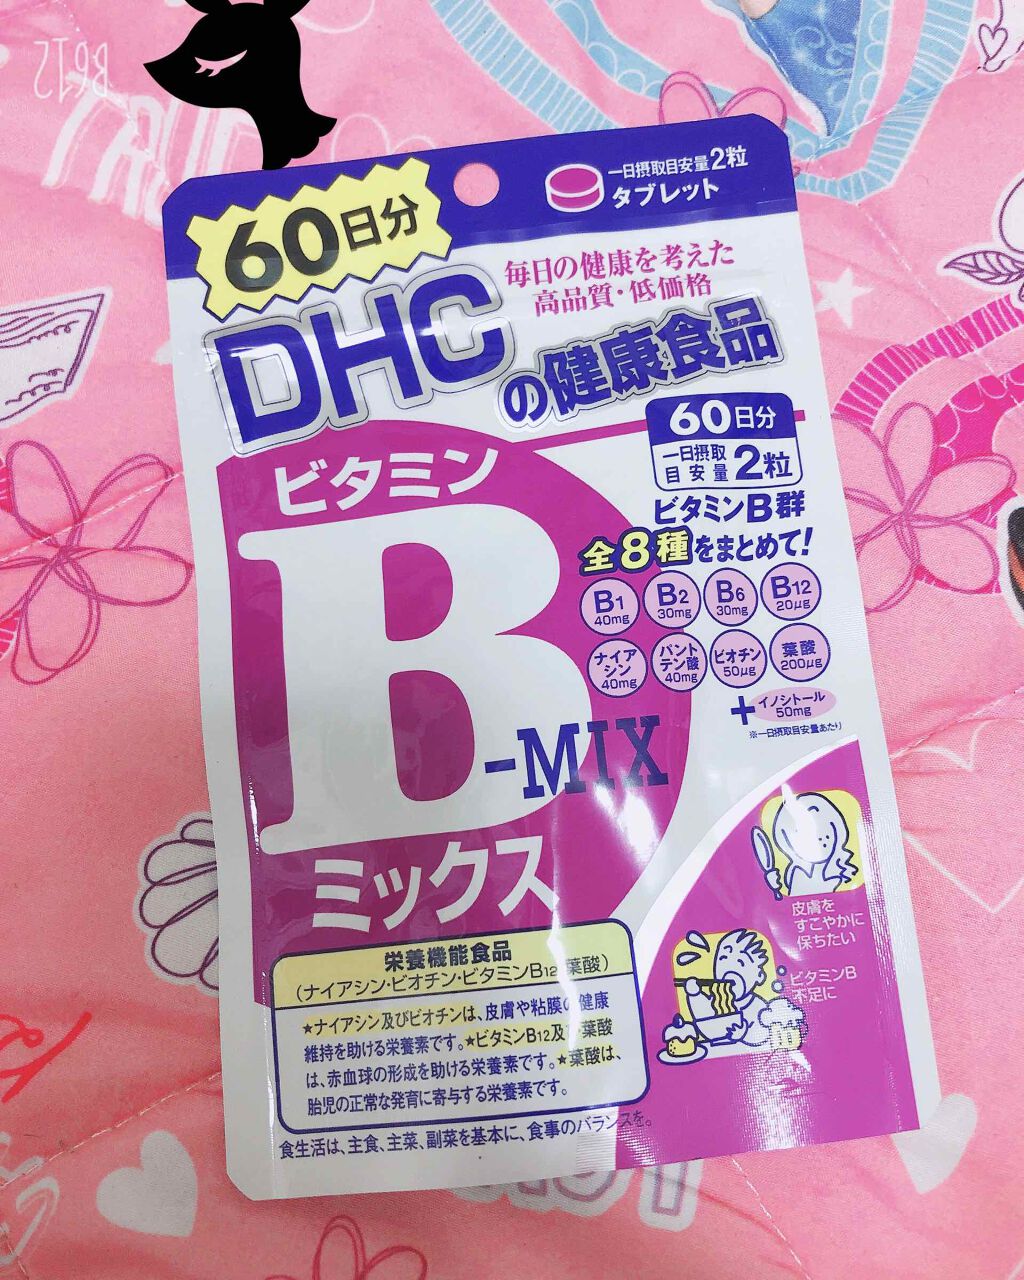 B612
TRUE
一日摂取目安量2粒
タブレット
60日分
毎日の健康を考えた
高品質・低価格
DHC
の健康食品
60日分
一日摂取
目安量 2粒
ビタミン
ビタミンB群
全8種をまとめて!
B1 40mg B2 30mg B6 30mg B12 20μg
ナイアシン 40mg パントテン酸 40mg ビオチン 50μg 葉酸 200μg
+イノシトール 50mg
※一日摂取目安量あたり
B-MIX
ミックス
皮膚を
すこやかに
保ちたい
ビタミンB
不足に
栄養機能食品
(ナイアシン・ビオチン・ビタミンB12 葉酸)
★ナイアシン及びビオチンは、皮膚や粘膜の健康
維持を助ける栄養素です。★ビタミンB12及び葉酸
は、赤血球の形成を助ける栄養素です。★葉酸は、
胎児の正常な発育に寄与する栄養素です。
食生活は、主食、主菜、副菜を基本に、食事のバランスを。